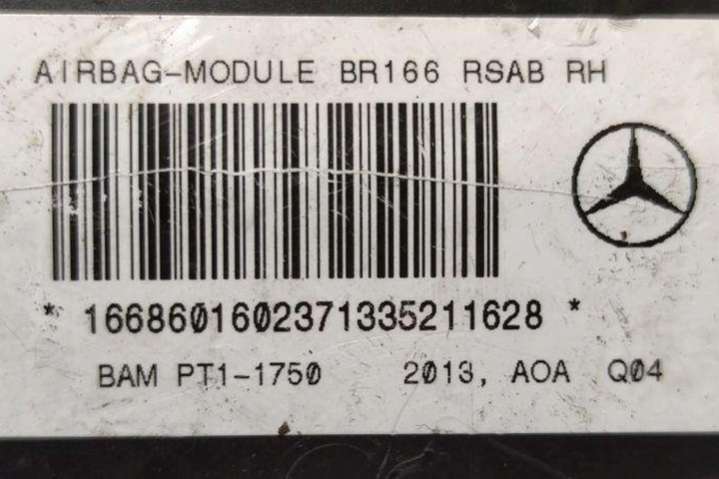 AIRBAG-MODULE BR166 RSAB RH
* 1668601602371335211628 *
BAM PT1-1750 2013, AOA Q04